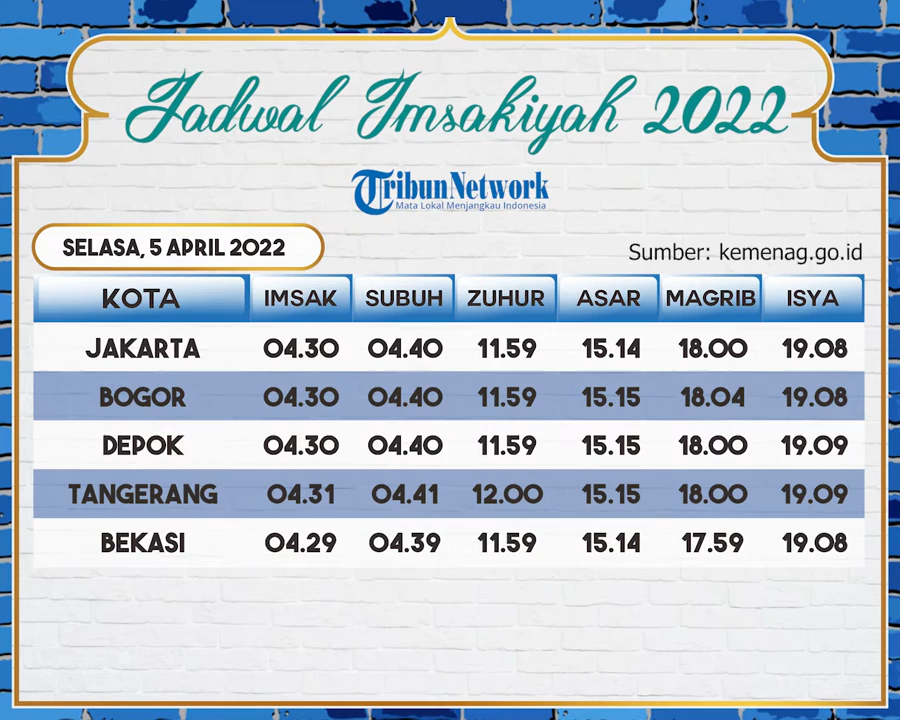 Jadwal Imsakiyah 2022
TribunNetwork
Mata Lokal Menjangkau Indonesia
SELASA, 5 APRIL 2022
Sumber: kemenag.go.id
KOTA IMSAK SUBUH ZUHUR ASAR MAGRIB ISYA
JAKARTA 04.30 04.40 11.59 15.14 18.00 19.08
BOGOR 04.30 04.40 11.59 15.15 18.04 19.08
DEPOK 04.30 04.40 11.59 15.15 18.00 19.09
TANGERANG 04.31 04.41 12.00 15.15 18.00 19.09
BEKASI 04.29 04.39 11.59 15.14 17.59 19.08